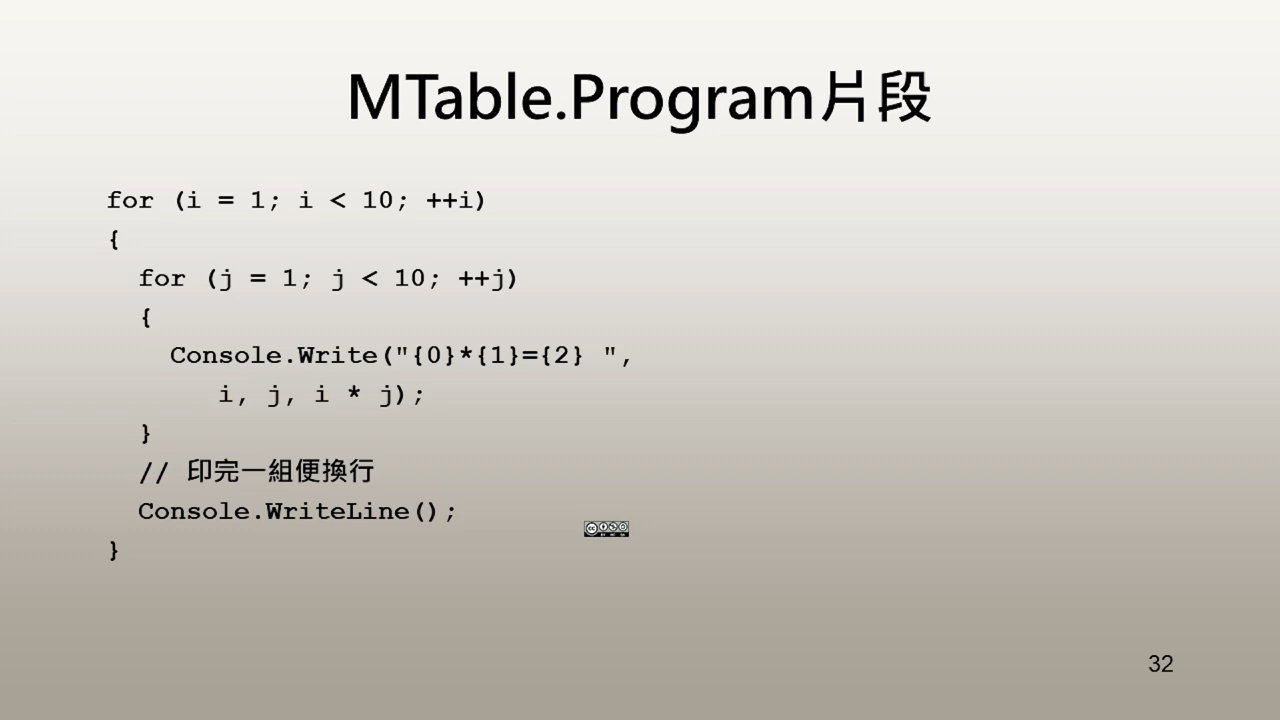 MTable.Program片段
for (i = 1; i < 10; ++i)
{
for (j = 1; j < 10; ++j)
{
Console.Write("{0}*{1}={2} ",
i, j, i * j);
}
// 印完一組便換行
Console.WriteLine();
}
32